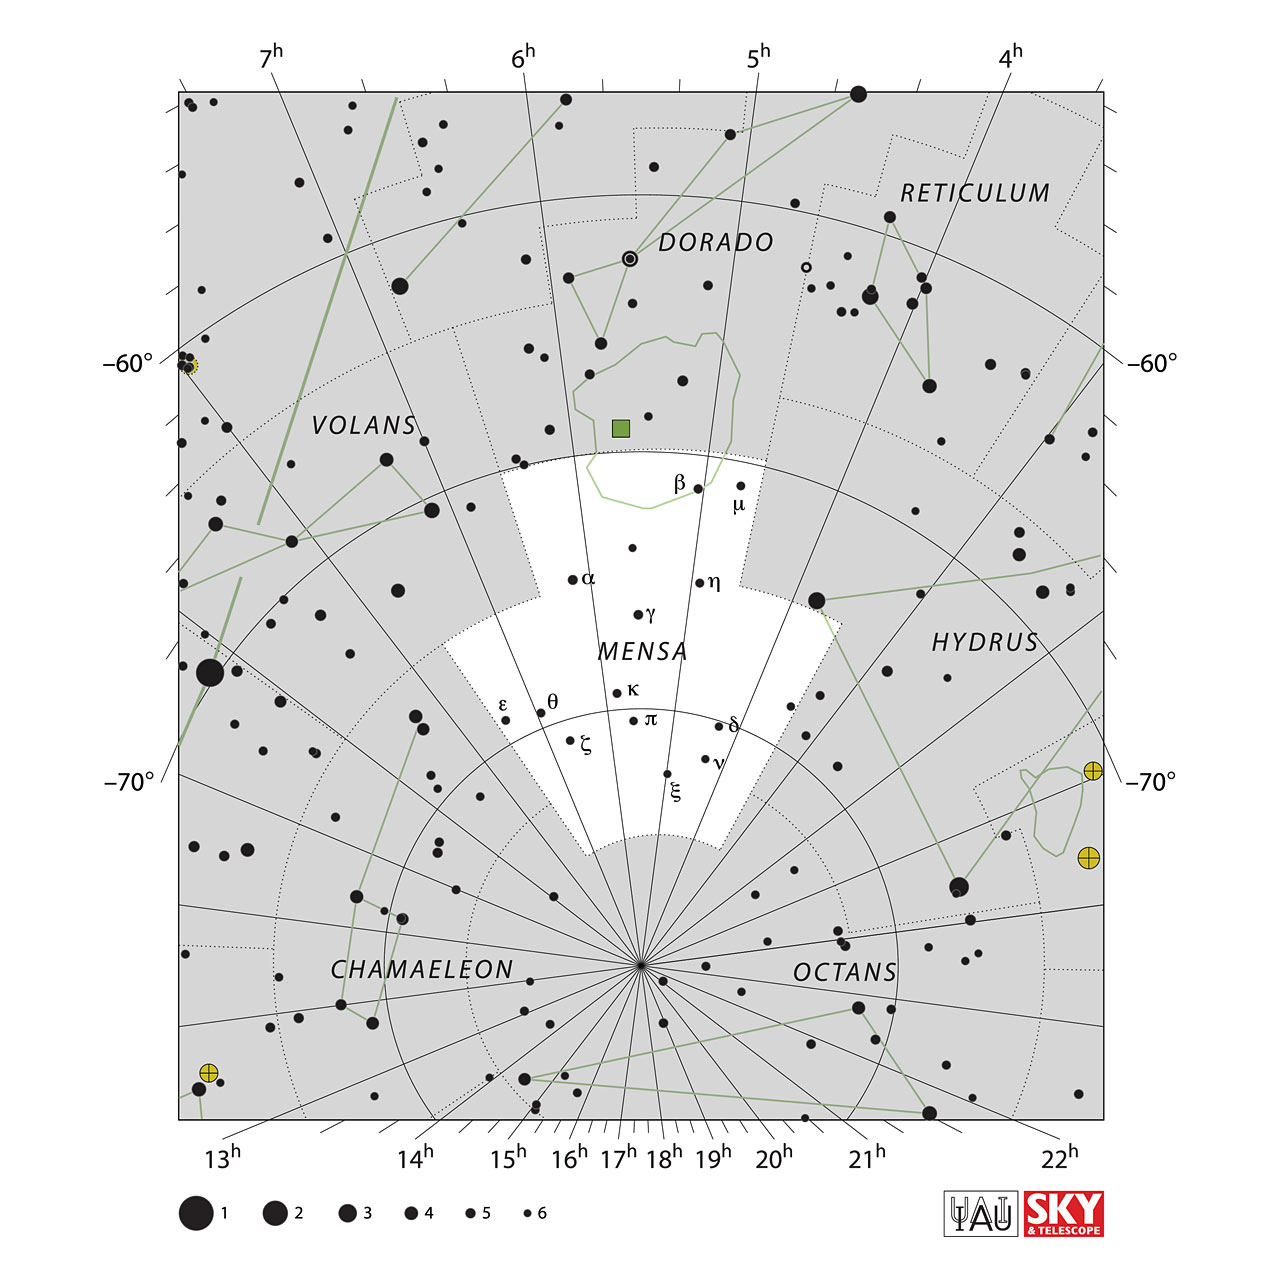 7h 6h 5h 4h
RETICULUM
DORADO
–60° –60°
VOLANS
β
μ
α η
γ
HYDRUS
MENSA
κ
ε θ
π δ
ζ
ν
–70° –70°
ξ
CHAMAELEON OCTANS
13h 14h 15h 16h 17h 18h 19h 20h 21h 22h
1 2 3 4 5 6
IAU SKY
& TELESCOPE